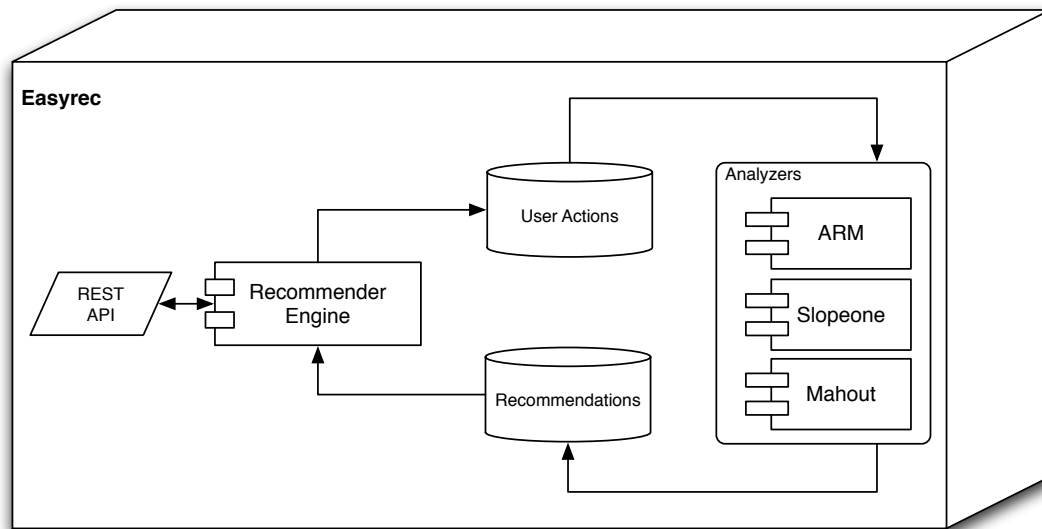 Easyrec
User Actions
Analyzers
ARM
Slopeone
Mahout
REST
API
Recommender
Engine
Recommendations